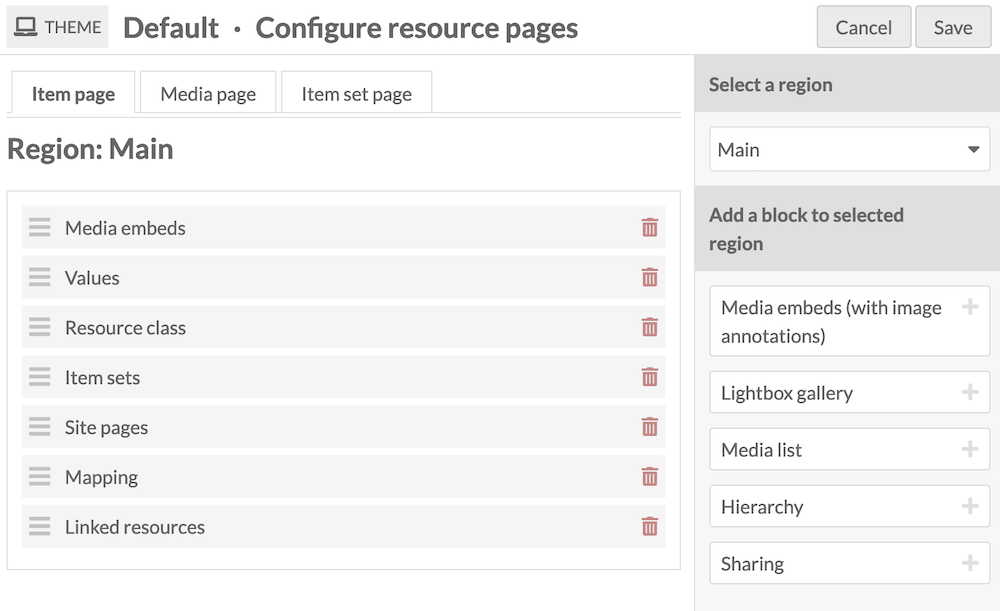 THEME Default · Configure resource pages
Cancel Save
Item page Media page Item set page
Region: Main
Media embeds
Values
Resource class
Item sets
Site pages
Mapping
Linked resources
Select a region
Main
Add a block to selected
region
Media embeds (with image
annotations)
Lightbox gallery
Media list
Hierarchy
Sharing